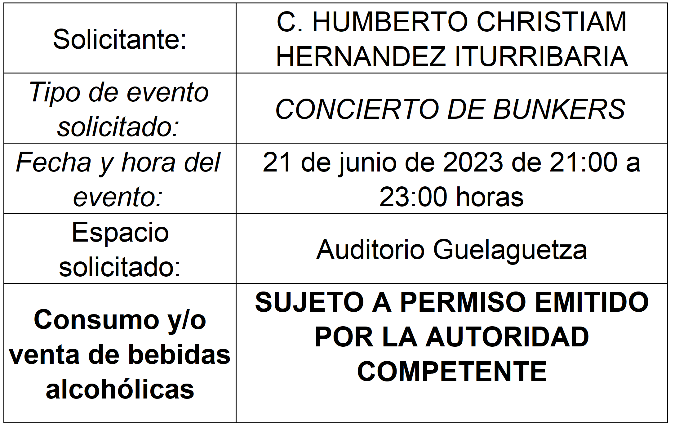 Solicitante:
C. HUMBERTO CHRISTIAM
HERNANDEZ ITURRIBARIA
Tipo de evento
solicitado:
CONCIERTO DE BUNKERS
Fecha y hora del
evento:
21 de junio de 2023 de 21:00 a
23:00 horas
Espacio
solicitado:
Auditorio Guelaguetza
Consumo y/o
venta de bebidas
alcohólicas
SUJETO A PERMISO EMITIDO
POR LA AUTORIDAD
COMPETENTE